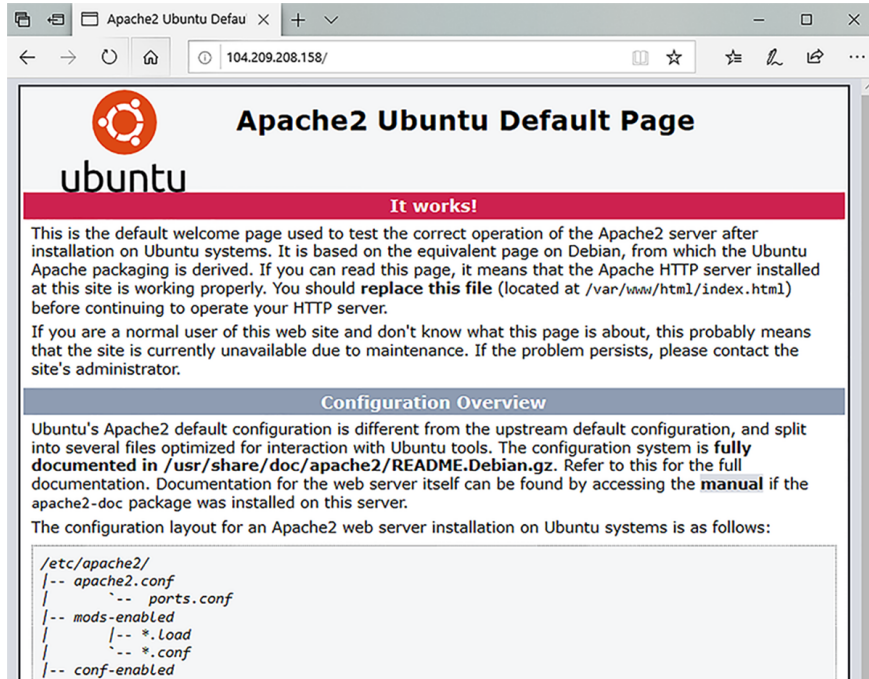 Apache2 Ubuntu Defau
104.209.208.158/
ubuntu
Apache2 Ubuntu Default Page
It works!
This is the default welcome page used to test the correct operation of the Apache2 server after
installation on Ubuntu systems. It is based on the equivalent page on Debian, from which the Ubuntu
Apache packaging is derived. If you can read this page, it means that the Apache HTTP server installed
at this site is working properly. You should replace this file (located at /var/www/html/index.html)
before continuing to operate your HTTP server.
If you are a normal user of this web site and don't know what this page is about, this probably means
that the site is currently unavailable due to maintenance. If the problem persists, please contact the
site's administrator.
Configuration Overview
Ubuntu's Apache2 default configuration is different from the upstream default configuration, and split
into several files optimized for interaction with Ubuntu tools. The configuration system is fully
documented in /usr/share/doc/apache2/README.Debian.gz. Refer to this for the full
documentation. Documentation for the web server itself can be found by accessing the manual if the
apache2-doc package was installed on this server.
The configuration layout for an Apache2 web server installation on Ubuntu systems is as follows:
/etc/apache2/
|-- apache2.conf
|       `--  ports.conf
|-- mods-enabled
|       |-- *.load
|       `-- *.conf
|-- conf-enabled